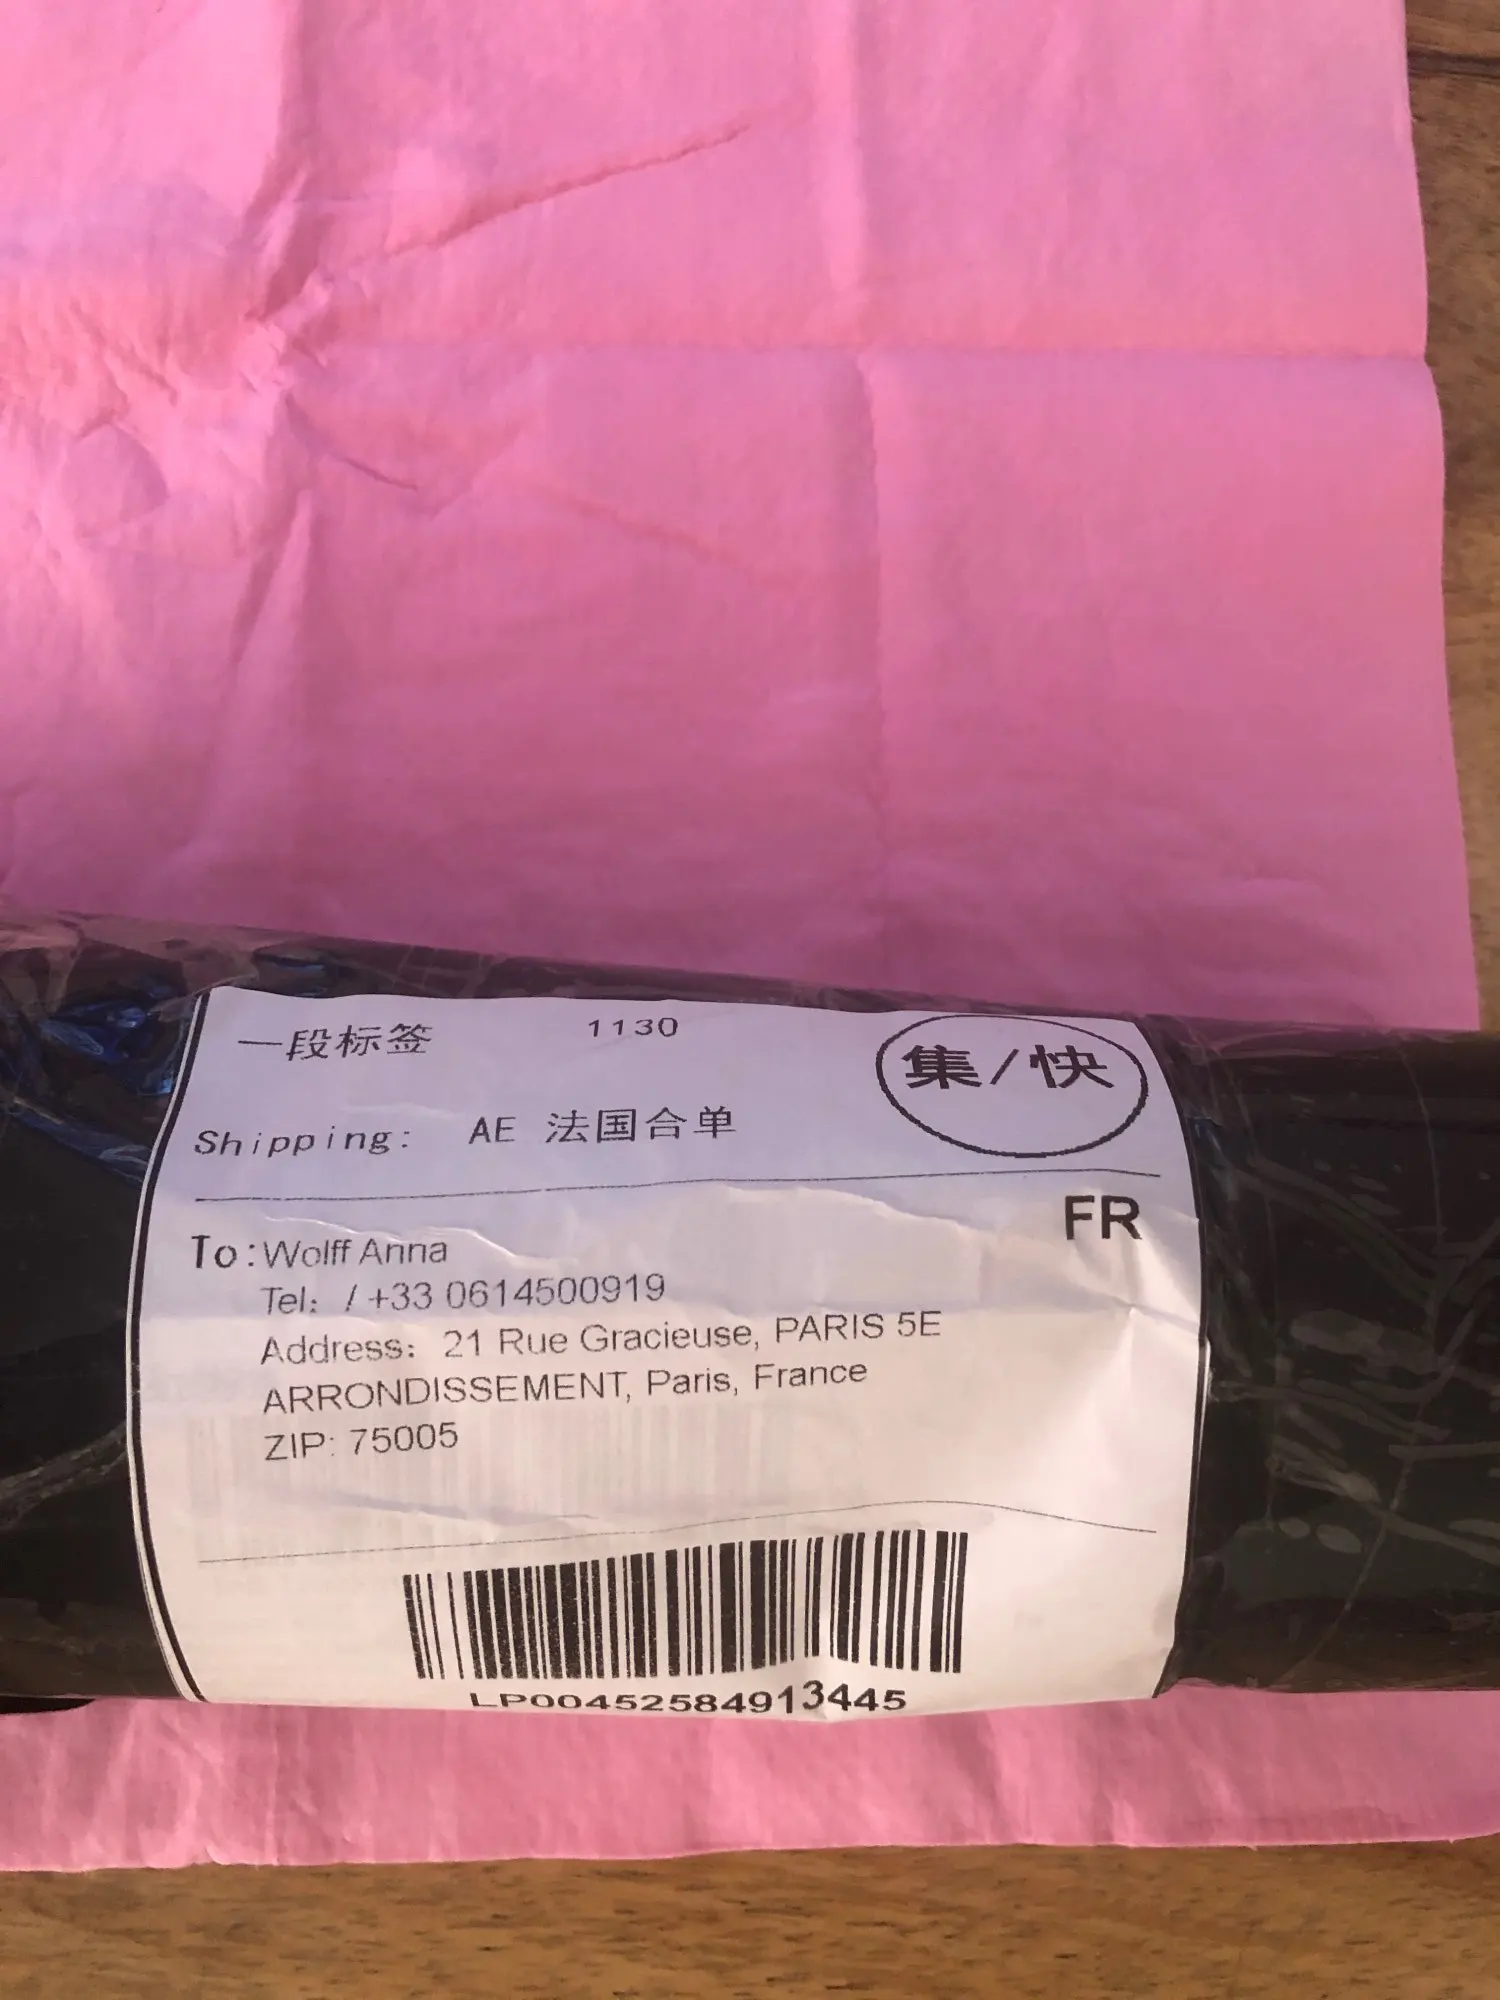 一段标签 1130
集/快
Shipping: AE 法国合单
FR
To: Wolff Anna
Tel: / +33 0614500919
Address: 21 Rue Gracieuse, PARIS 5E
ARRONDISSEMENT, Paris, France
ZIP: 75005
LP00452584913445